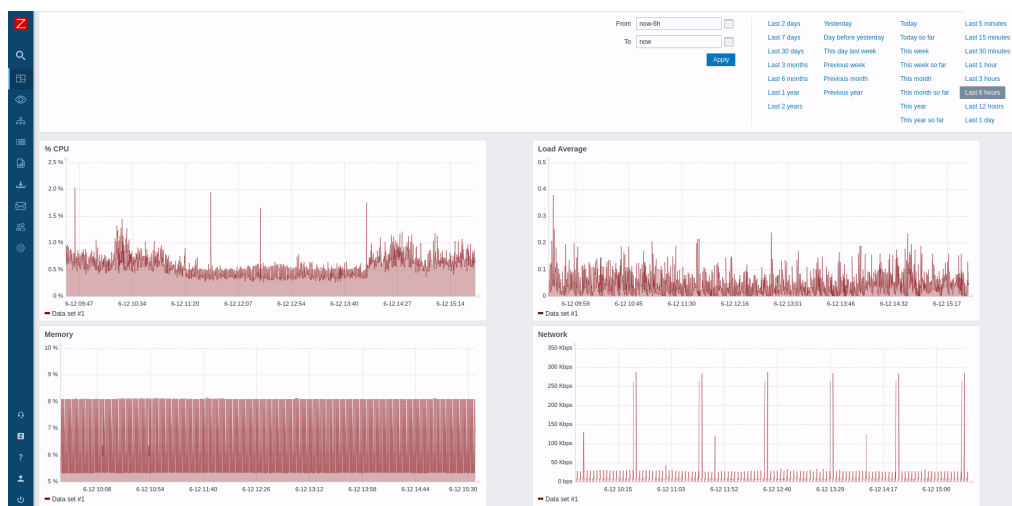 Z
From now-6h
To now
Apply
Last 2 days Yesterday Today Last 5 minutes
Last 7 days Day before yesterday Today so far Last 15 minutes
Last 30 days This day last week This week Last 30 minutes
Last 3 months Previous week This week so far Last 1 hour
Last 6 months Previous month This month Last 3 hours
Last 1 year Previous year This month so far Last 6 hours
Last 2 years This year Last 12 hours
This year so far Last 1 day
% CPU
2.5 %
2.0 %
1.5 %
1.0 %
0.5 %
0 %
6-12 09:47 6-12 10:34 6-12 11:20 6-12 12:07 6-12 12:54 6-12 13:40 6-12 14:27 6-12 15:14
Data set #1
Load Average
0.5
0.4
0.3
0.2
0.1
0
6-12 09:59 6-12 10:45 6-12 11:30 6-12 12:16 6-12 13:01 6-12 13:46 6-12 14:32 6-12 15:17
Data set #1
Memory
10 %
9 %
8 %
7 %
6 %
5 %
6-12 10:08 6-12 10:54 6-12 11:40 6-12 12:26 6-12 13:12 6-12 13:58 6-12 14:44 6-12 15:30
Data set #1
Network
350 Kbps
300 Kbps
250 Kbps
200 Kbps
150 Kbps
100 Kbps
50 Kbps
0 bps
6-12 10:15 6-12 11:03 6-12 11:52 6-12 12:40 6-12 13:29 6-12 14:17 6-12 15:06
Data set #1
Z
?